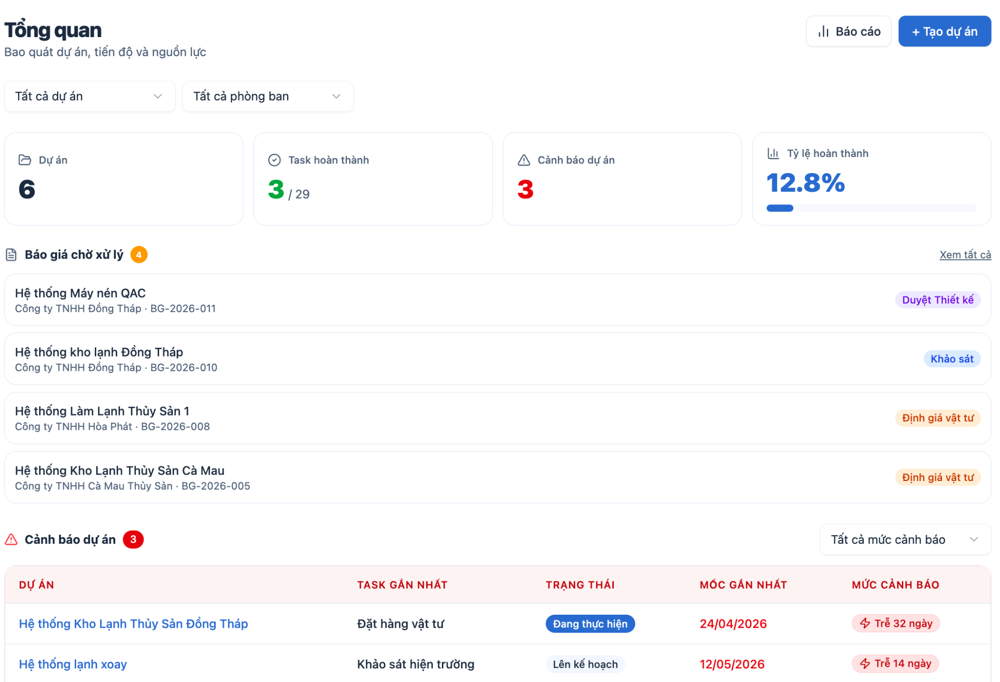 Tổng quan
Bao quát dự án, tiến độ và nguồn lực
Báo cáo
+ Tạo dự án
Tất cả dự án
Tất cả phòng ban
Dự án
6
Task hoàn thành
3 / 29
Cảnh báo dự án
3
Tỷ lệ hoàn thành
12.8%
Báo giá chờ xử lý 4
Xem tất cả
Hệ thống Máy nén QAC
Công ty TNHH Đồng Tháp · BG-2026-011
Duyệt Thiết kế
Hệ thống kho lạnh Đồng Tháp
Công ty TNHH Đồng Tháp · BG-2026-010
Khảo sát
Hệ thống Làm Lạnh Thủy Sản 1
Công ty TNHH Hòa Phát · BG-2026-008
Định giá vật tư
Hệ thống Kho Lạnh Thủy Sản Cà Mau
Công ty TNHH Cà Mau Thủy Sản · BG-2026-005
Định giá vật tư
Cảnh báo dự án 3
Tất cả mức cảnh báo
DỰ ÁN TASK GẦN NHẤT TRẠNG THÁI MỐC GẦN NHẤT MỨC CẢNH BÁO
Hệ thống Kho Lạnh Thủy Sản Đồng Tháp Đặt hàng vật tư Đang thực hiện 24/04/2026 Trễ 32 ngày
Hệ thống lạnh xoay Khảo sát hiện trường Lên kế hoạch 12/05/2026 Trễ 14 ngày